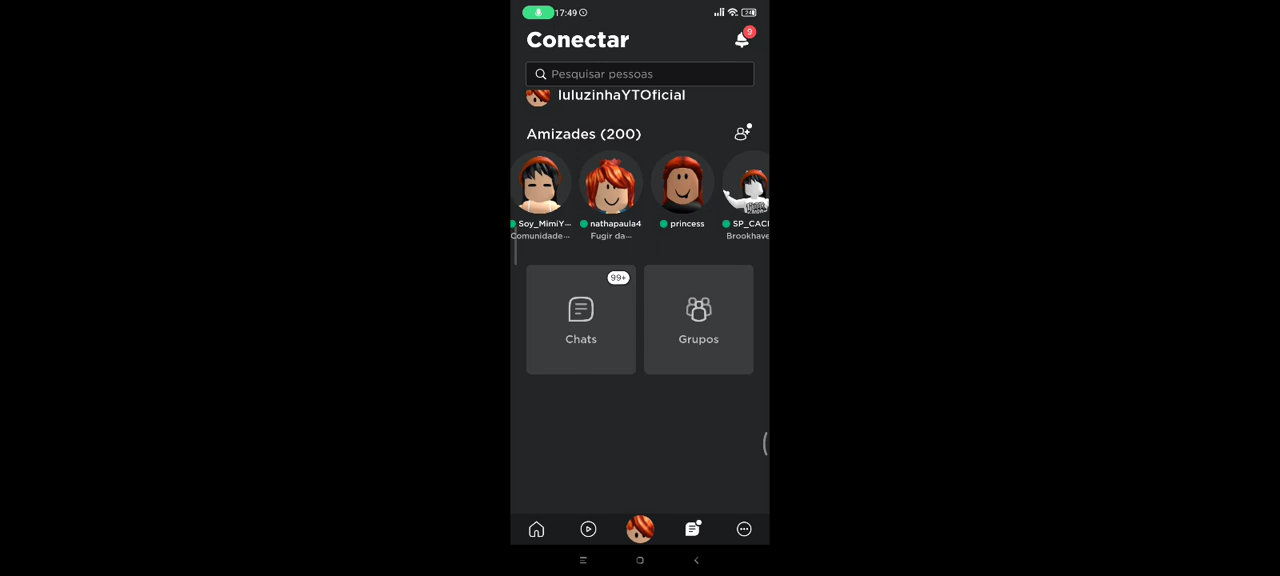 17:49
24
Conectar
9
Pesquisar pessoas
luluzinhaYTOficial
Amizades (200)
Soy_MimiY...
nathapaula4
princess
SP_CACI
Comunidade...
Fugir da...
Brookhave
99+
Chats
Grupos